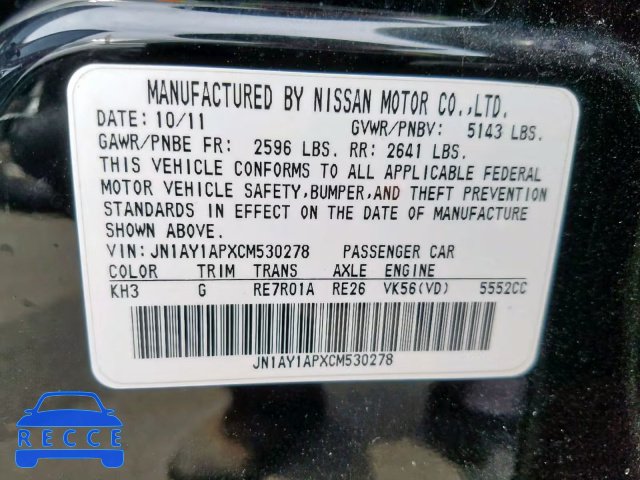 MANUFACTURED BY NISSAN MOTOR CO.,LTD.
DATE: 10/11 GVWR/PNBV: 5143 LBS.
GAWR/PNBE FR: 2596 LBS. RR: 2641 LBS.
THIS VEHICLE CONFORMS TO ALL APPLICABLE FEDERAL
MOTOR VEHICLE SAFETY,BUMPER,AND THEFT PREVENTION
STANDARDS IN EFFECT ON THE DATE OF MANUFACTURE
SHOWN ABOVE.
VIN: JN1AY1APXCM530278 PASSENGER CAR
COLOR TRIM TRANS AXLE ENGINE
KH3 G RE7R01A RE26 VK56(VD) 5552CC
JN1AY1APXCM530278
RECCE